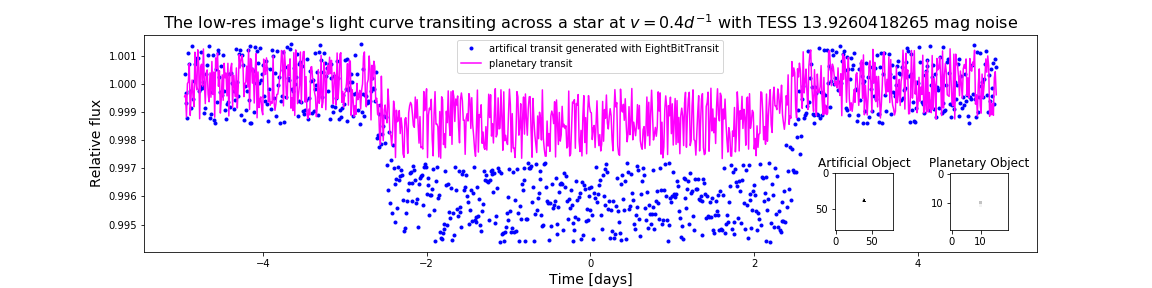 The low-res image's light curve transiting across a star at v = 0.4d⁻¹ with TESS 13.9260418265 mag noise
artifical transit generated with EightBitTransit
planetary transit
Relative flux
1.001
1.000
0.999
0.998
0.997
0.996
0.995
Artificial Object
0
50
0 50
Planetary Object
0
10
0 10
−4 −2 0 2 4
Time [days]